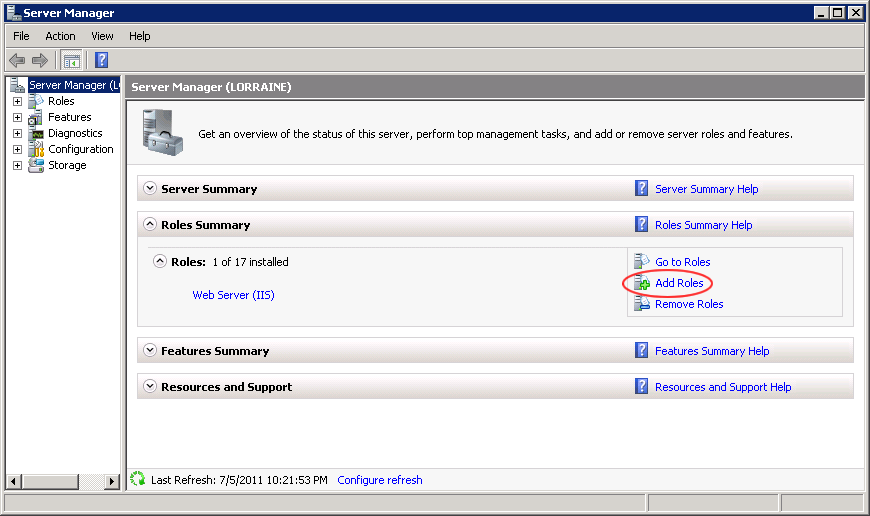 Server Manager
File Action View Help
Server Manager (LO
Roles
Features
Diagnostics
Configuration
Storage
Server Manager (LORRAINE)
Get an overview of the status of this server, perform top management tasks, and add or remove server roles and features.
Server Summary
Server Summary Help
Roles Summary
Roles Summary Help
Roles: 1 of 17 installed
Web Server (IIS)
Go to Roles
Add Roles
Remove Roles
Features Summary
Features Summary Help
Resources and Support
Resources and Support Help
Last Refresh: 7/5/2011 10:21:53 PM Configure refresh